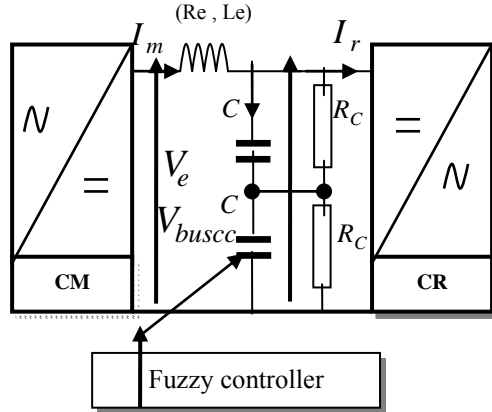 (Re , Le)
I_m
I_r
C
R_C
V_e
C
V_buscc
R_C
CM
CR
Fuzzy controller